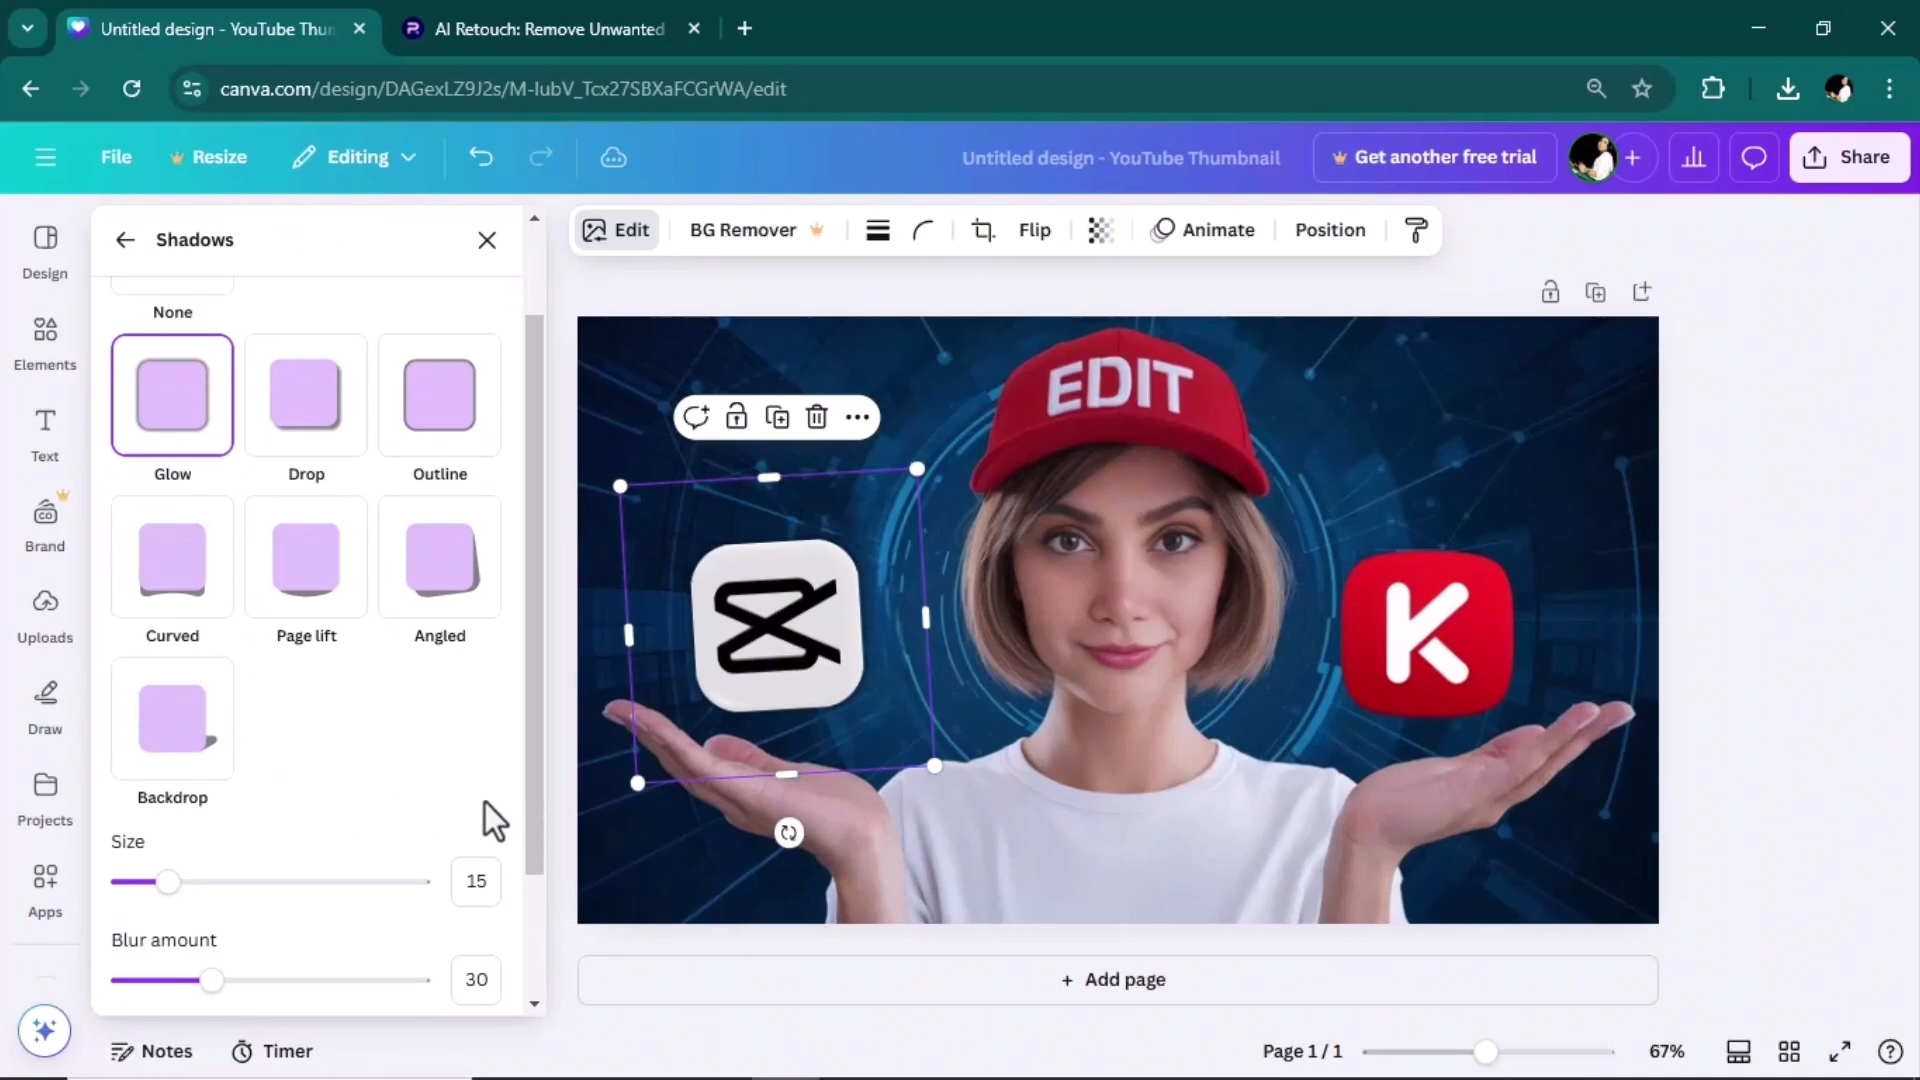 Untitled design - YouTube Thun
AI Retouch: Remove Unwanted
canva.com/design/DAGexLZ9J2s/M-IubV_Tcx27SBXaFCGrWA/edit
File
Resize
Editing
Untitled design - YouTube Thumbnail
Get another free trial
Share
Design
Elements
Text
Brand
Uploads
Draw
Projects
Apps
Shadows
None
Glow
Drop
Outline
Curved
Page lift
Angled
Backdrop
Size
15
Blur amount
30
Edit
BG Remover
Flip
Animate
Position
EDIT
K
+ Add page
Notes
Timer
Page 1 / 1
67%